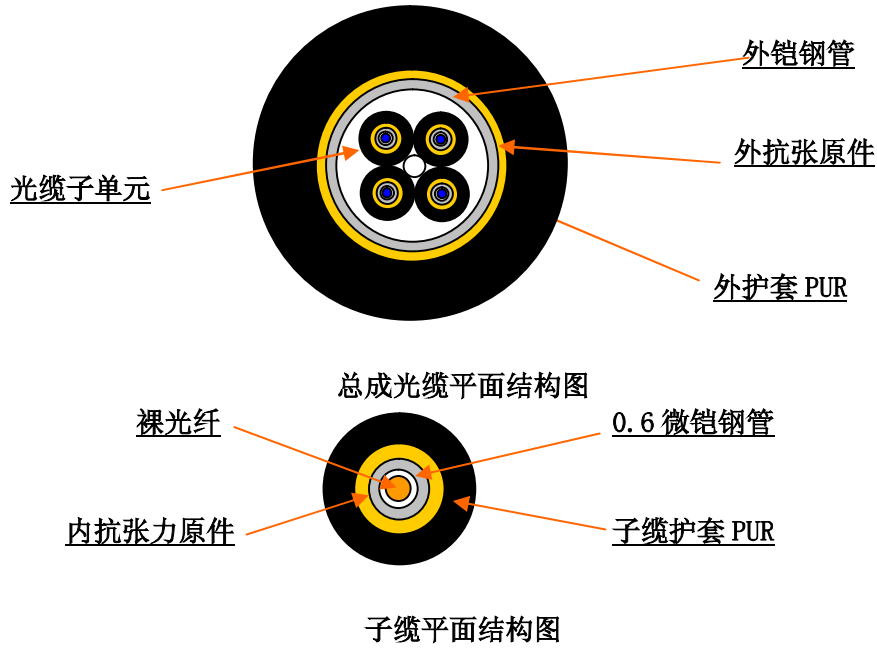 外铠钢管
外抗张原件
光缆子单元
外护套 PUR
总成光缆平面结构图
裸光纤
0.6 微铠钢管
内抗张力原件
子缆护套 PUR
子缆平面结构图